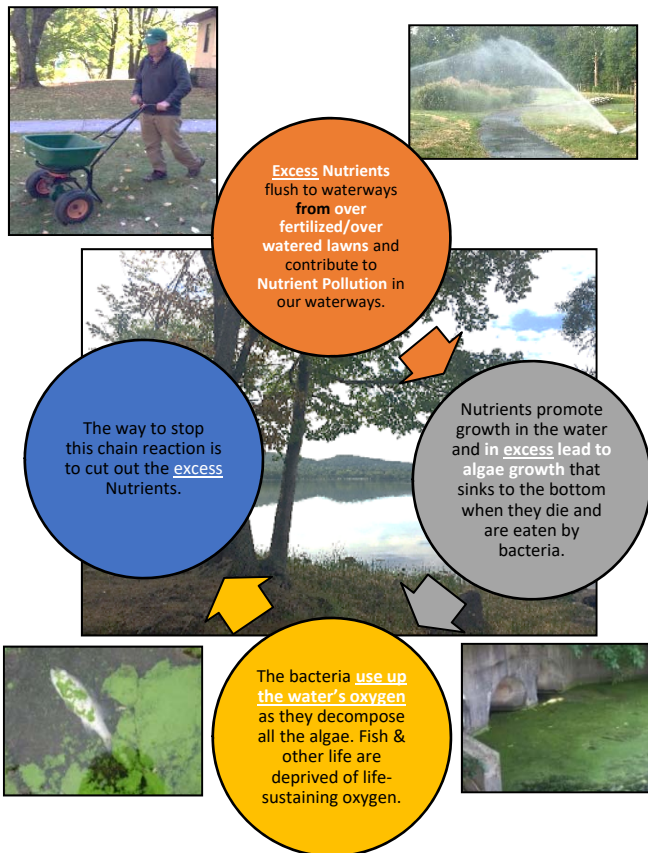 Excess Nutrients
flush to waterways
from over
fertilized/over
watered lawns and
contribute to
Nutrient Pollution in
our waterways.
Nutrients promote
growth in the water
and in excess lead to
algae growth that
sinks to the bottom
when they die and
are eaten by
bacteria.
The bacteria use up
the water's oxygen
as they decompose
all the algae. Fish &
other life are
deprived of life-
sustaining oxygen.
The way to stop
this chain reaction is
to cut out the excess
Nutrients.